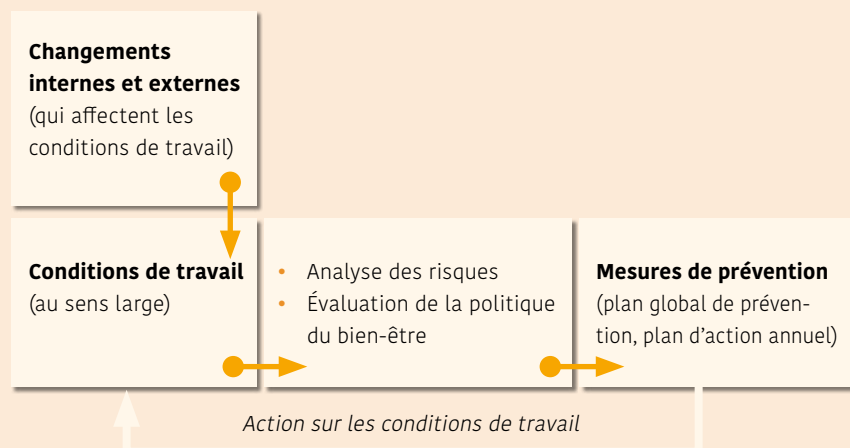 Changements
internes et externes
(qui affectent les
conditions de travail)
Conditions de travail
(au sens large)
• Analyse des risques
• Évaluation de la politique
du bien-être
Mesures de prévention
(plan global de préven-
tion, plan d'action annuel)
Action sur les conditions de travail